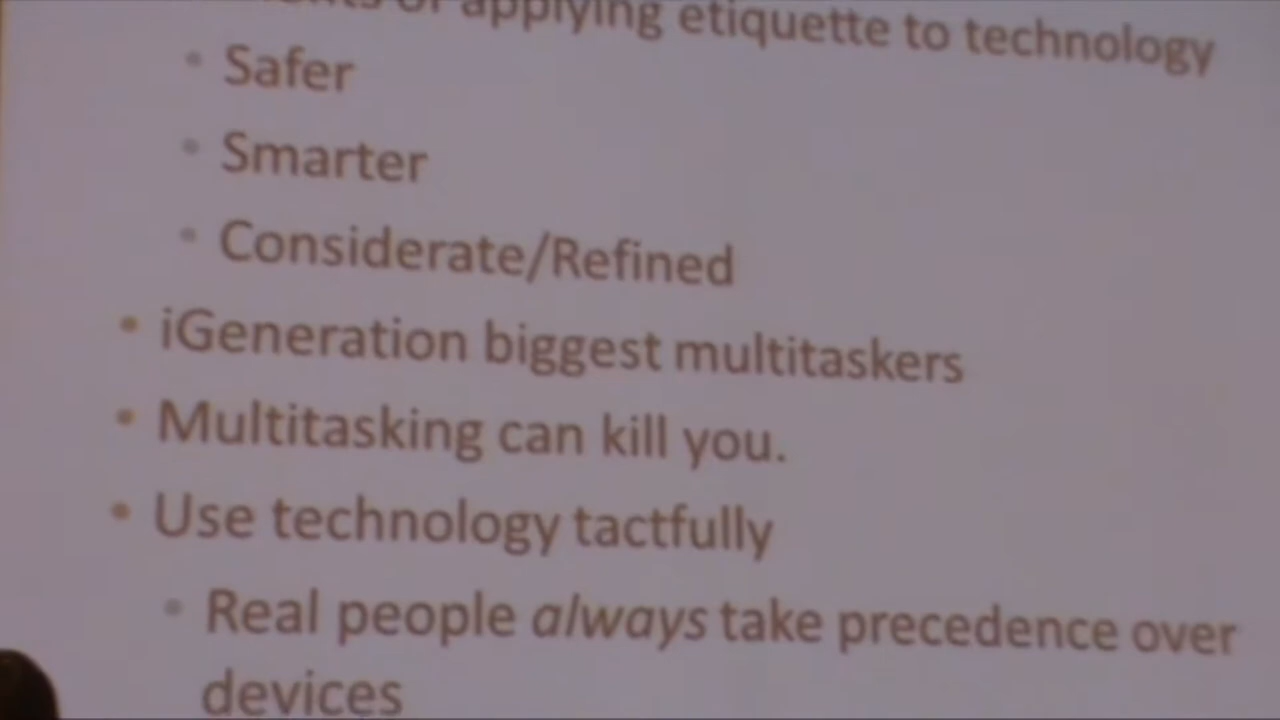 of applying etiquette to technology
• Safer
• Smarter
• Considerate/Refined
• iGeneration biggest multitaskers
• Multitasking can kill you.
• Use technology tactfully
• Real people always take precedence over
devices